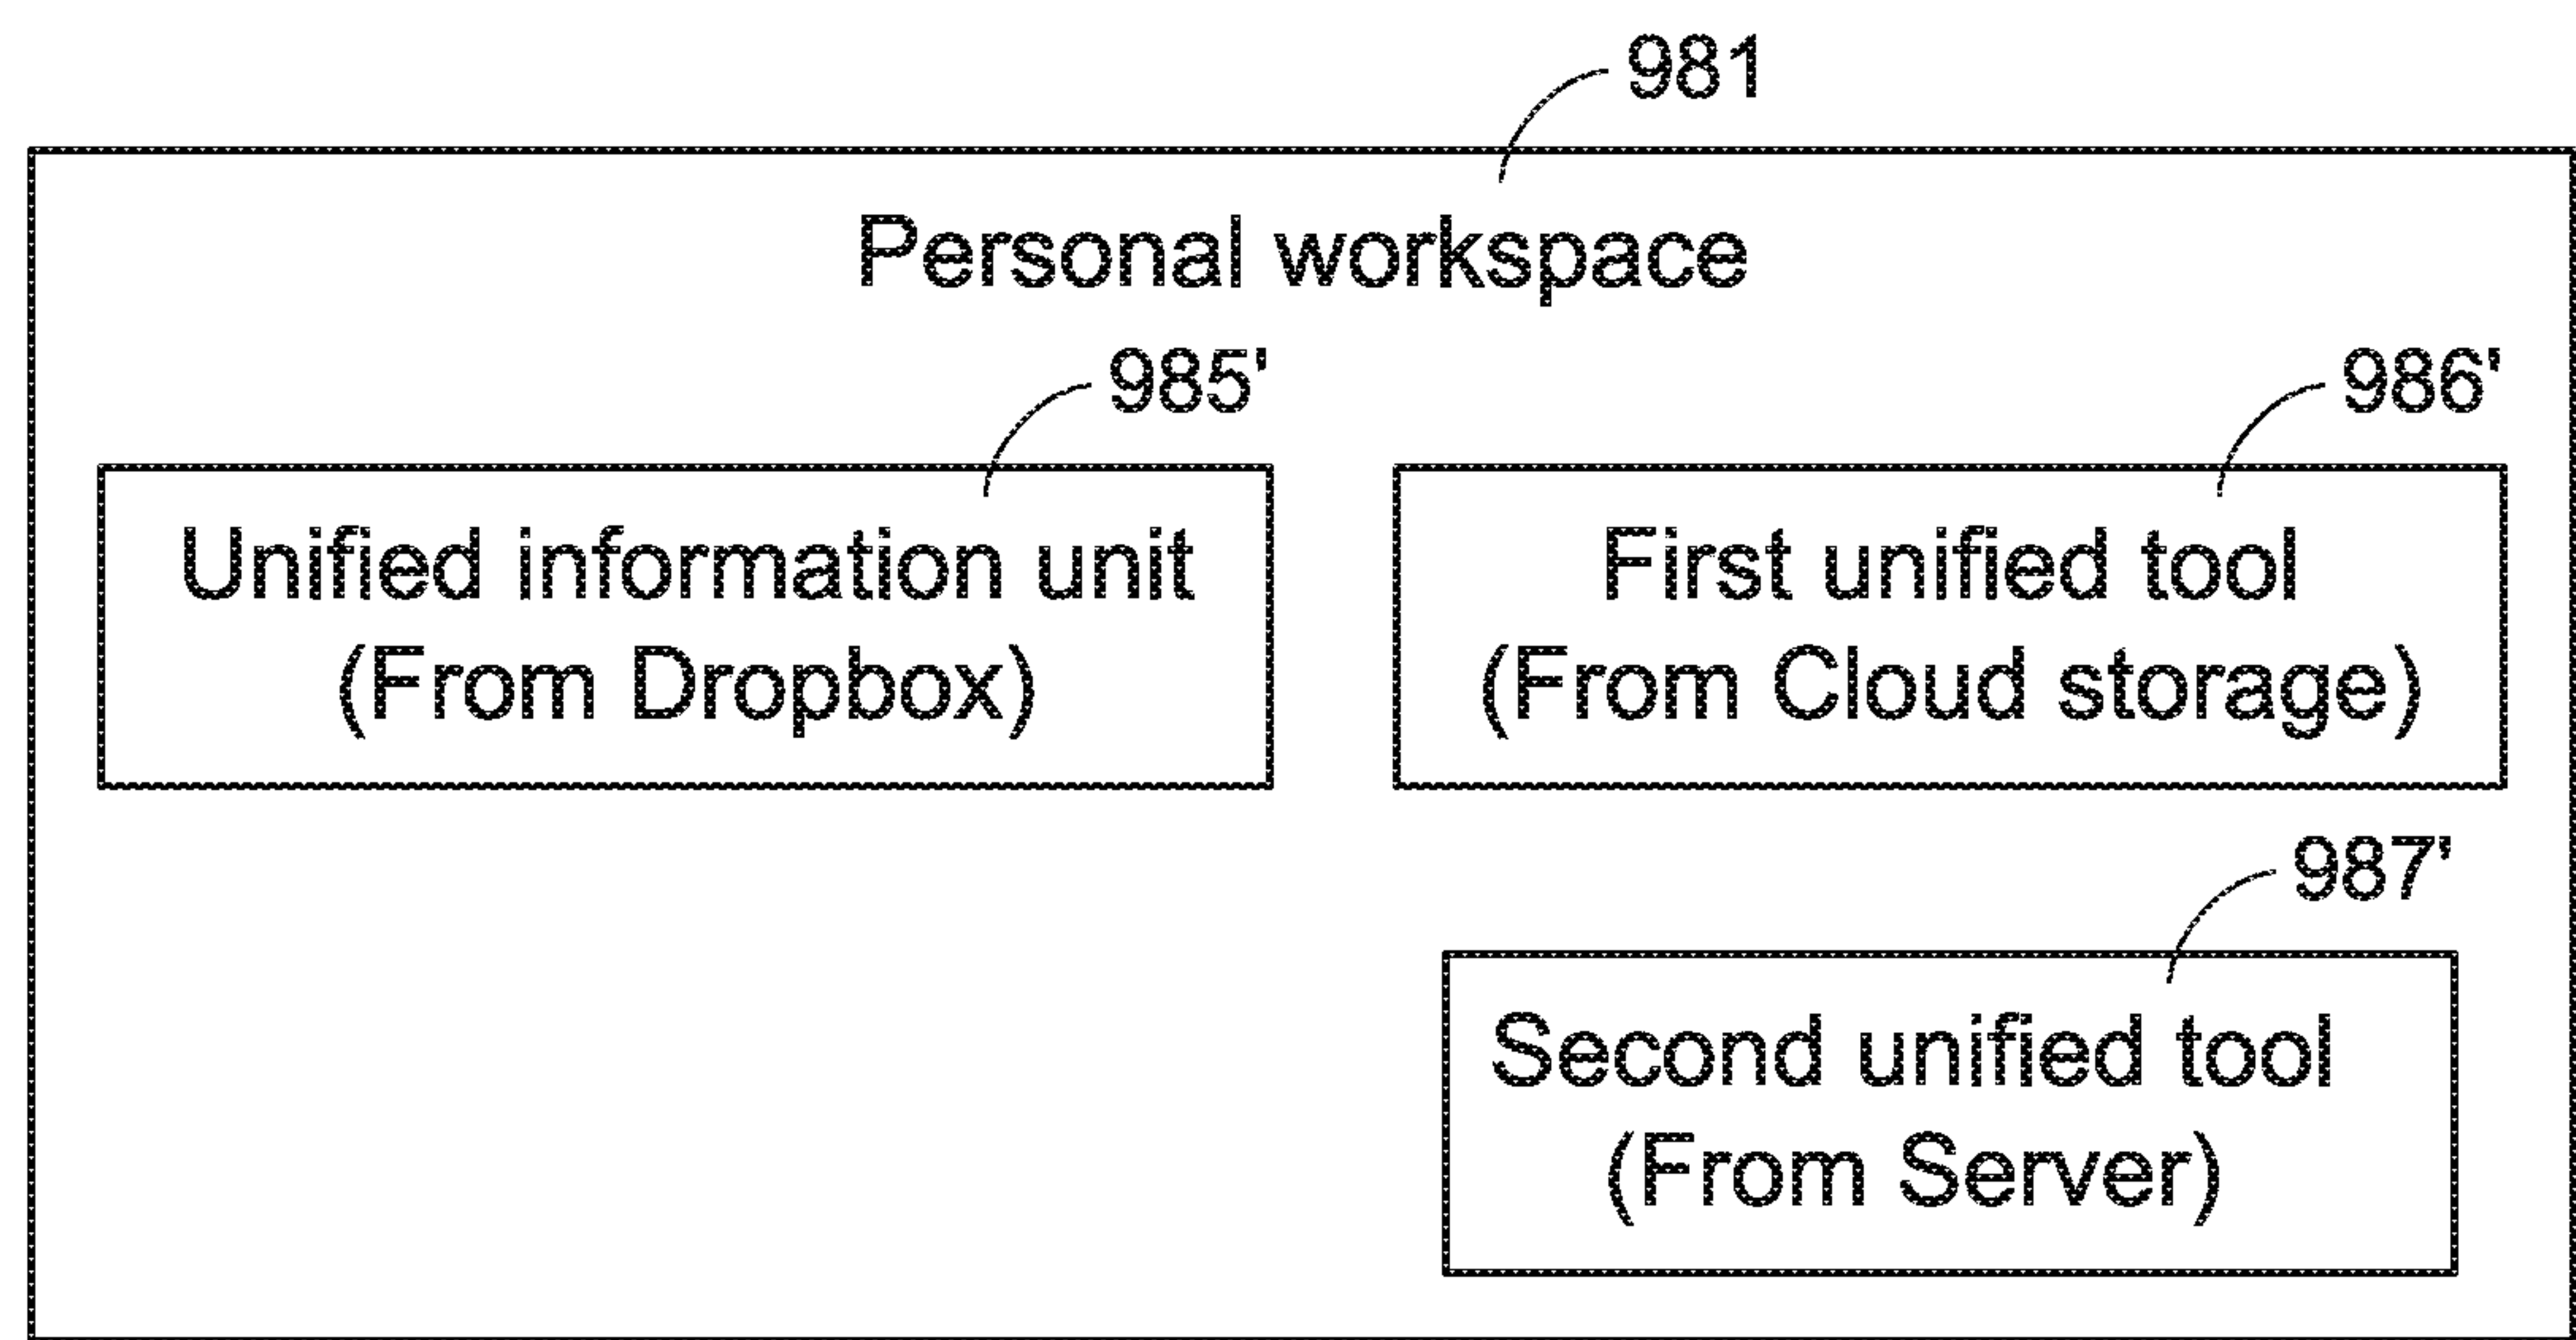 981
Personal workspace
985'
986'
Unified information unit
(From Dropbox)
First unified tool
(From Cloud storage)
987'
Second unified tool
(From Server)